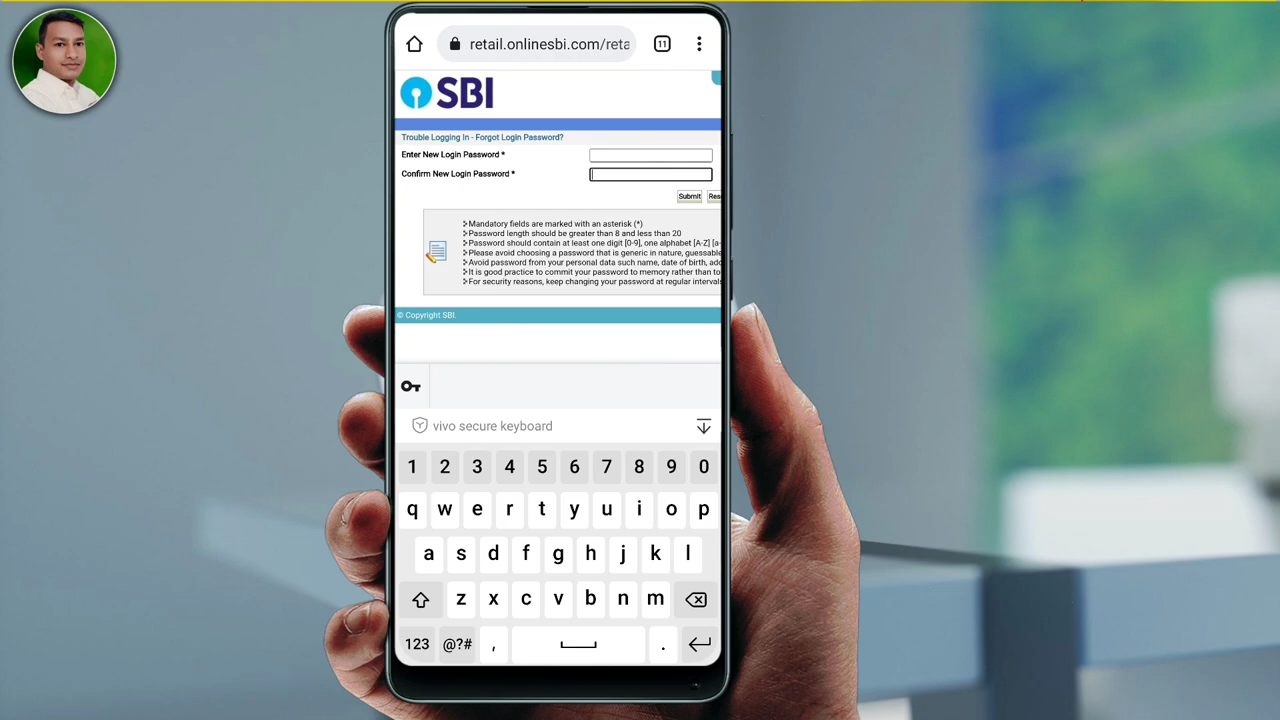 retail.onlinesbi.com/reta
11
SBI
Trouble Logging In - Forgot Login Password?
Enter New Login Password *
Confirm New Login Password *
Submit Res
Mandatory fields are marked with an asterisk (*)
Password length should be greater than 8 and less than 20
Password should contain at least one digit [0-9], one alphabet [A-Z] [a-
Please avoid choosing a password that is generic in nature, guessable
Avoid password from your personal data such name, date of birth, add
It is good practice to commit your password to memory rather than to
For security reasons, keep changing your password at regular intervals
© Copyright SBI.
vivo secure keyboard
1 2 3 4 5 6 7 8 9 0
q w e r t y u i o p
a s d f g h j k l
z x c v b n m
123 @?# , .